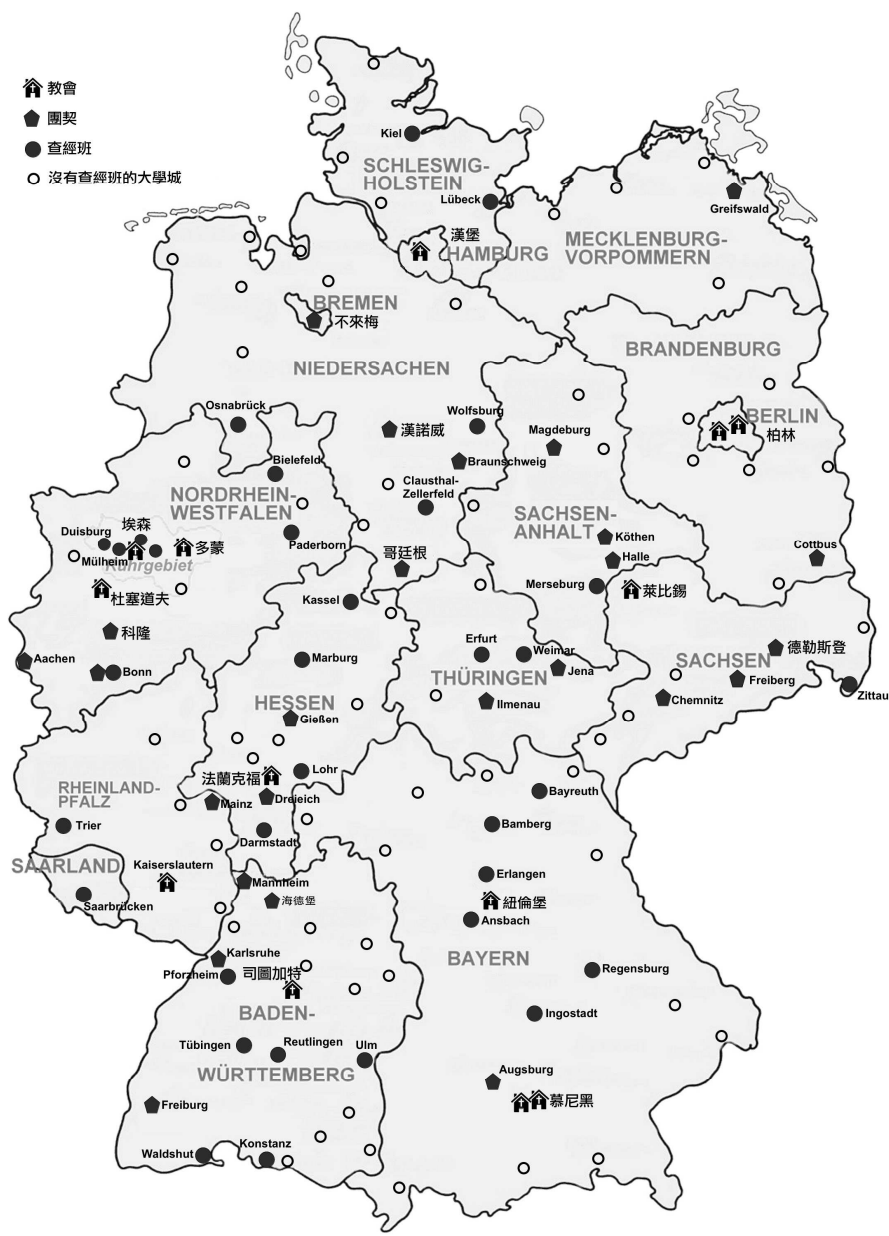 教會
團契
查經班
沒有查經班的大學城
Kiel
SCHLESWIG-
HOLSTEIN
Lübeck
Greifswald
漢堡
HAMBURG
MECKLENBURG-
VORPOMMERN
BREMEN
不來梅
NIEDERSACHEN
BRANDENBURG
Osnabrück
漢諾威
Wolfsburg
Magdeburg
BERLIN
柏林
Bielefeld
Braunschweig
Clausthal-
Zellerfeld
NORDRHEIN-
WESTFALEN
SACHSEN-
ANHALT
埃森
Duisburg
多蒙
Paderborn
Mülheim
Ruhrgebiet
哥廷根
Köthen
Halle
Cottbus
Merseburg
萊比錫
杜塞道夫
Kassel
科隆
Erfurt
Weimar
德勒斯登
Aachen
Bonn
Marburg
SACHSEN
Jena
THÜRINGEN
Freiberg
Zittau
Chemnitz
HESSEN
Ilmenau
Gießen
法蘭克福
Lohr
RHEINLAND-
PFALZ
Mainz
Dreieich
Bayreuth
Trier
Bamberg
Darmstadt
SAARLAND
Kaiserslautern
Erlangen
Mannheim
海德堡
紐倫堡
Saarbrücken
Ansbach
Karlsruhe
BAYERN
Pforzheim
司圖加特
Regensburg
BADEN-
Ingostadt
Tübingen
Reutlingen
Ulm
WÜRTTEMBERG
Augsburg
慕尼黑
Freiburg
Waldshut
Konstanz